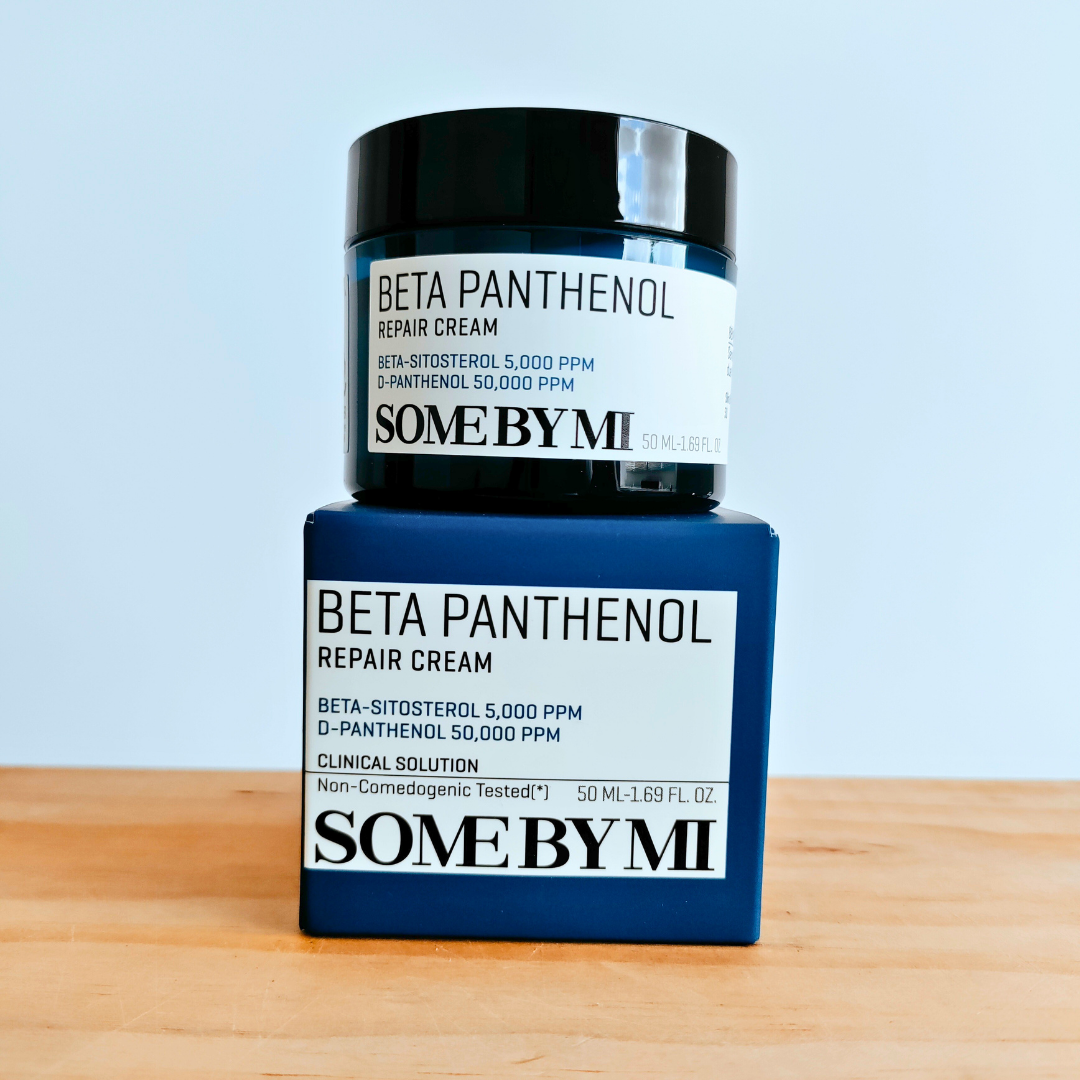 BETA PANTHENOL
REPAIR CREAM
BETA-SITOSTEROL 5,000 PPM
D-PANTHENOL 50,000 PPM
SOME BY MI 50 ML-1.69 FL. OZ
BETA PANTHENOL
REPAIR CREAM
BETA-SITOSTEROL 5,000 PPM
D-PANTHENOL 50,000 PPM
CLINICAL SOLUTION
Non-Comedogenic Tested(*) 50 ML-1.69 FL. OZ.
SOME BY MI